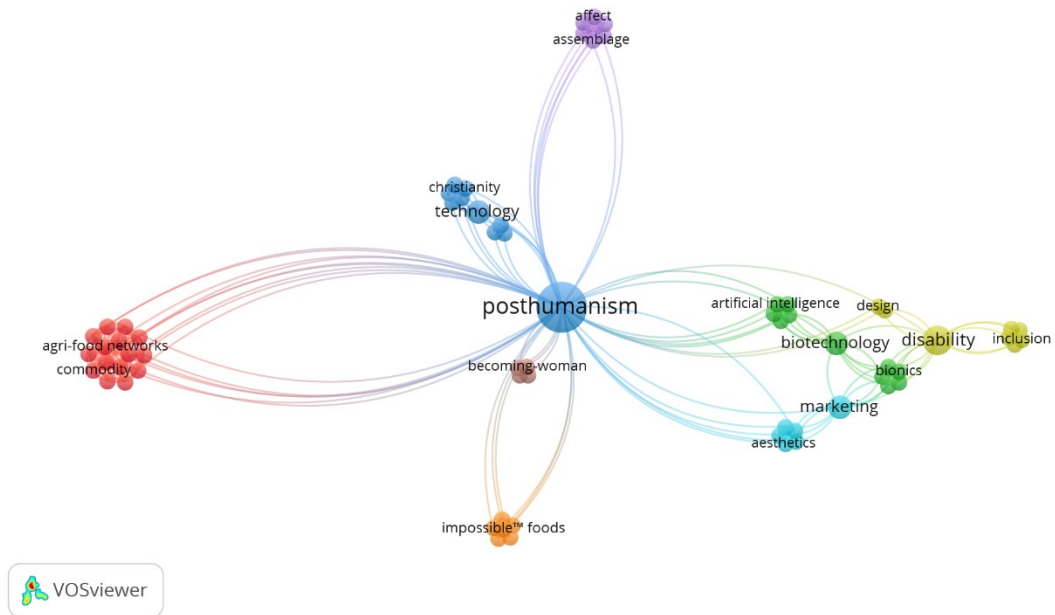 affect
assemblage
christianity
technology
posthumanism
artificial intelligence
design
biotechnology
disability
inclusion
agri-food networks
commodity
becoming-woman
bionics
marketing
aesthetics
impossible™ foods
VOSviewer